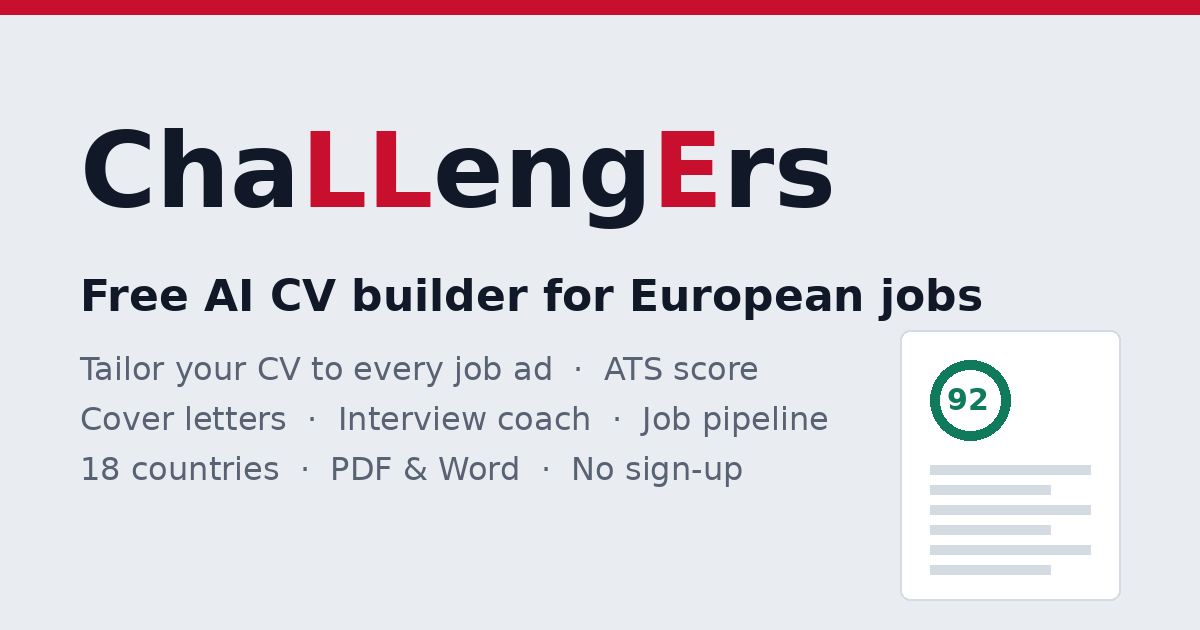 ChaLLengErs
Free AI CV builder for European jobs
Tailor your CV to every job ad · ATS score
Cover letters · Interview coach · Job pipeline
18 countries · PDF & Word · No sign-up
92